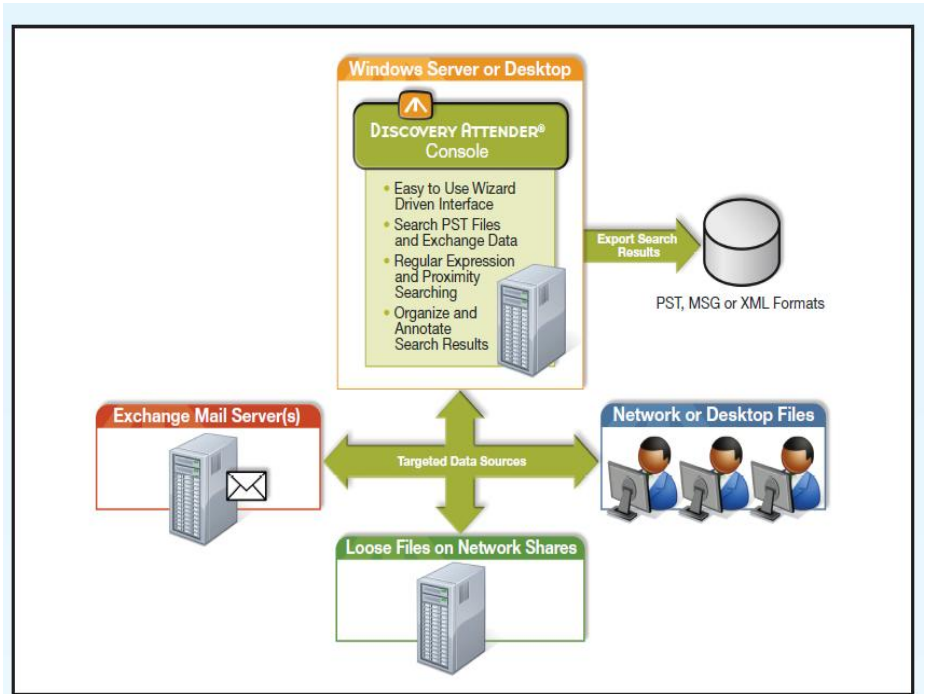 Windows Server or Desktop
DISCOVERY ATTENDER®
Console
• Easy to Use Wizard
Driven Interface
• Search PST Files
and Exchange Data
• Regular Expression
and Proximity
Searching
• Organize and
Annotate
Search Results
Export Search
Results
PST, MSG or XML Formats
Exchange Mail Server(s)
Targeted Data Sources
Network or Desktop Files
Loose Files on Network Shares